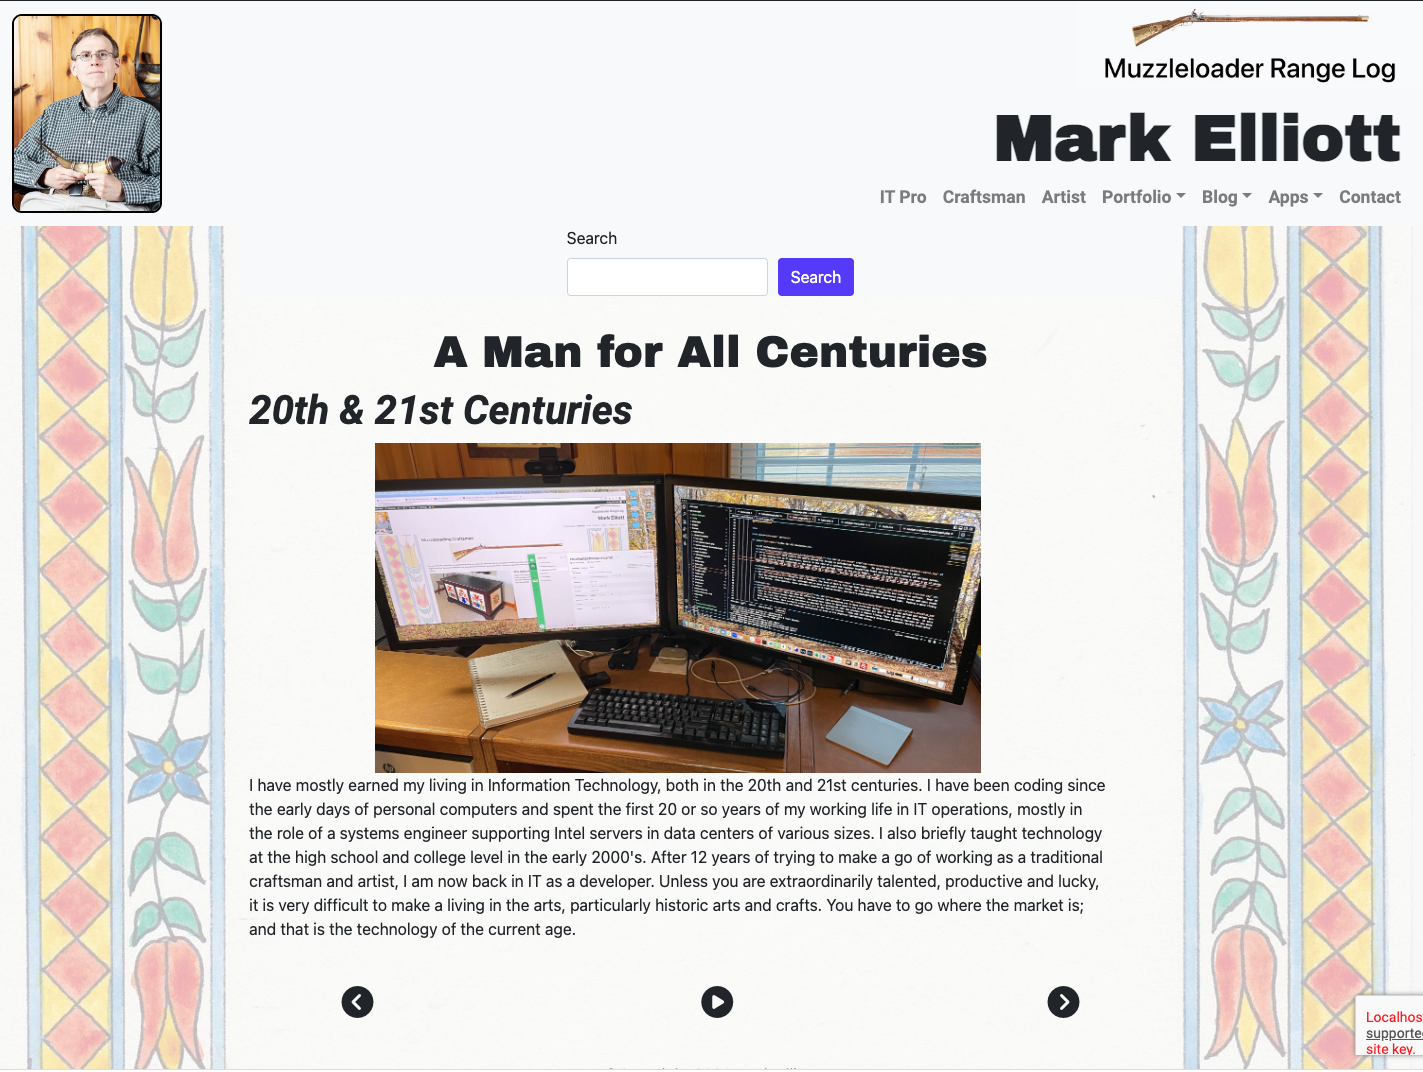 Muzzleloader Range Log
Mark Elliott
IT Pro Craftsman Artist Portfolio Blog Apps Contact
Search
Search
A Man for All Centuries
20th & 21st Centuries
I have mostly earned my living in Information Technology, both in the 20th and 21st centuries. I have been coding since
the early days of personal computers and spent the first 20 or so years of my working life in IT operations, mostly in
the role of a systems engineer supporting Intel servers in data centers of various sizes. I also briefly taught technology
at the high school and college level in the early 2000's. After 12 years of trying to make a go of working as a traditional
craftsman and artist, I am now back in IT as a developer. Unless you are extraordinarily talented, productive and lucky,
it is very difficult to make a living in the arts, particularly historic arts and crafts. You have to go where the market is;
and that is the technology of the current age.
Localhos
supporte
site key.